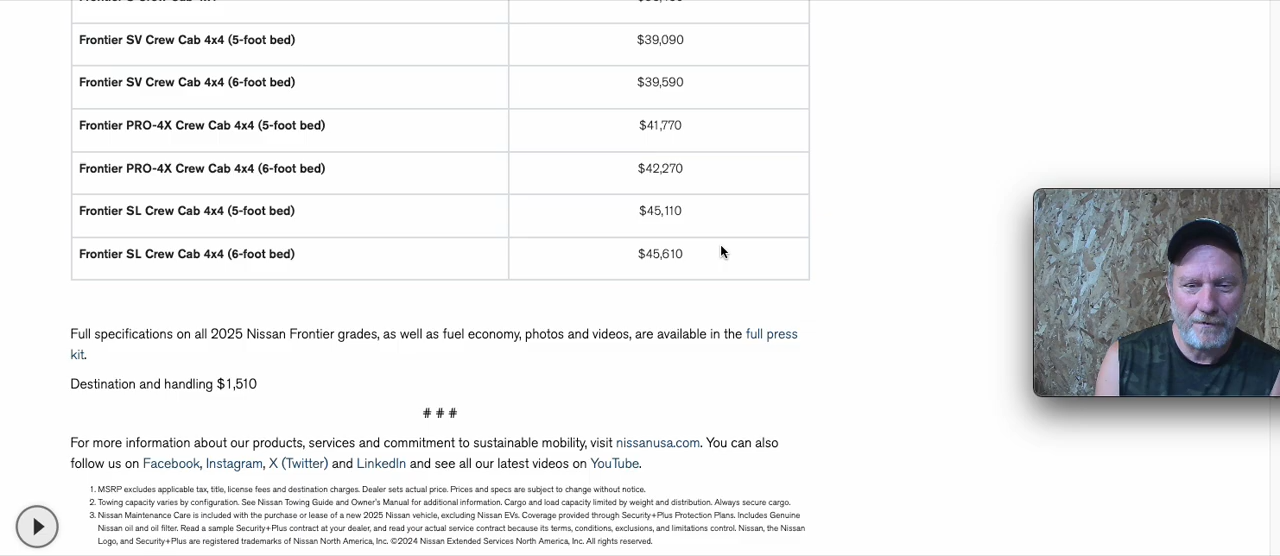 Frontier SV Crew Cab 4x4 (5-foot bed) $39,090
Frontier SV Crew Cab 4x4 (6-foot bed) $39,590
Frontier PRO-4X Crew Cab 4x4 (5-foot bed) $41,770
Frontier PRO-4X Crew Cab 4x4 (6-foot bed) $42,270
Frontier SL Crew Cab 4x4 (5-foot bed) $45,110
Frontier SL Crew Cab 4x4 (6-foot bed) $45,610
Full specifications on all 2025 Nissan Frontier grades, as well as fuel economy, photos and videos, are available in the full press
kit.
Destination and handling $1,510
# # #
For more information about our products, services and commitment to sustainable mobility, visit nissanusa.com. You can also
follow us on Facebook, Instagram, X (Twitter) and LinkedIn and see all our latest videos on YouTube.
1. MSRP excludes applicable tax, title, license fees and destination charges. Dealer sets actual price. Prices and specs are subject to change without notice.
2. Towing capacity varies by configuration. See Nissan Towing Guide and Owner's Manual for additional information. Cargo and load capacity limited by weight and distribution. Always secure cargo.
3. Nissan Maintenance Care is included with the purchase or lease of a new 2025 Nissan vehicle, excluding Nissan EVs. Coverage provided through Security+Plus Protection Plans. Includes Genuine
Nissan oil and oil filter. Read a sample Security+Plus contract at your dealer, and read your actual service contract because its terms, conditions, exclusions, and limitations control. Nissan, the Nissan
Logo, and Security+Plus are registered trademarks of Nissan North America, Inc. ©2024 Nissan Extended Services North America, Inc. All rights reserved.